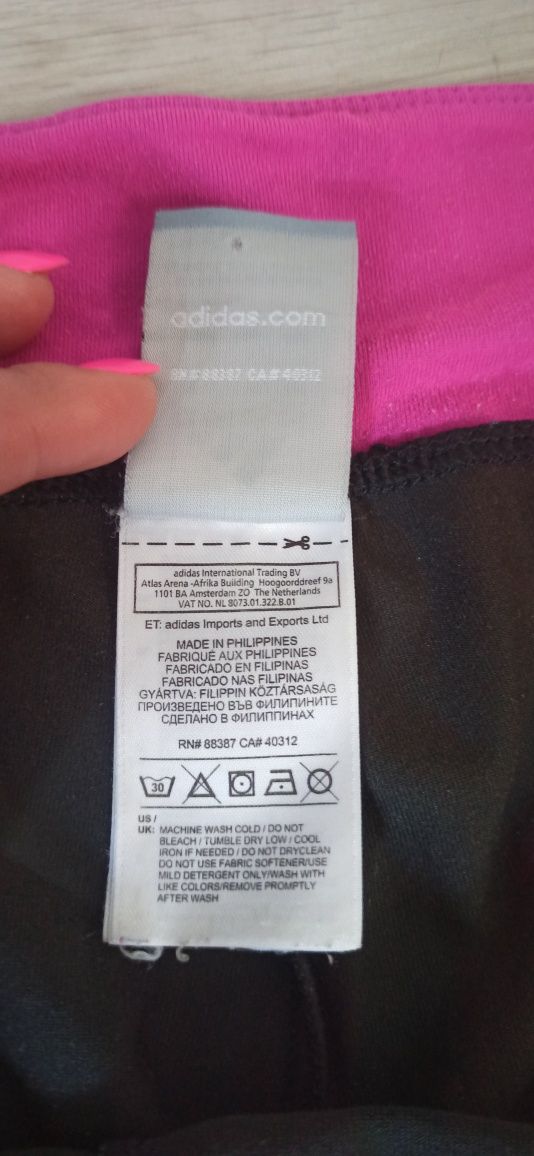 adidas.com
RN# 88387 CA# 40312
adidas International Trading BV
Atlas Arena -Afrika Building Hoogoorddreef 9a
1101 BA Amsterdam ZO The Netherlands
VAT NO. NL 8073.01.322.B.01
ET: adidas Imports and Exports Ltd
MADE IN PHILIPPINES
FABRIQUÉ AUX PHILIPPINES
FABRICADO EN FILIPINAS
FABRICADO NAS FILIPINAS
GYÁRTVA: FILIPPIN KÖZTÁRSASÁG
ПРОИЗВЕДЕНО ВЪВ ФИЛИПИНИТЕ
СДЕЛАНО В ФИЛИППИНАХ
RN# 88387 CA# 40312
30
US /
UK: MACHINE WASH COLD / DO NOT
BLEACH / TUMBLE DRY LOW / COOL
IRON IF NEEDED / DO NOT DRYCLEAN
DO NOT USE FABRIC SOFTENER/USE
MILD DETERGENT ONLY/WASH WITH
LIKE COLORS/REMOVE PROMPTLY
AFTER WASH